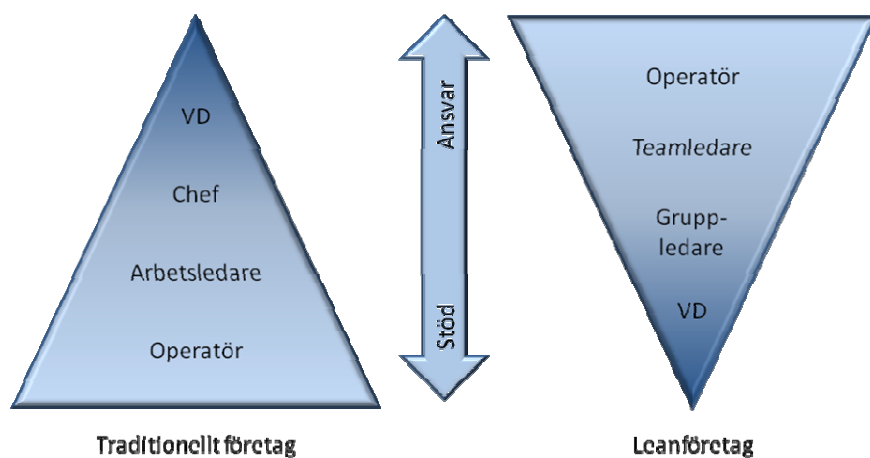 VD
Chef
Arbetsledare
Operatör
Traditionellt företag
Ansvar
Stöd
Operatör
Teamledare
Grupp-
ledare
VD
Leanföretag